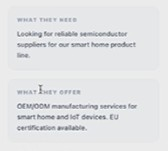 WHAT THEY NEED
Looking for reliable semiconductor
suppliers for our smart home product
line.
WHAT THEY OFFER
OEM/ODM manufacturing services for
smart home and IoT devices. EU
certification available.